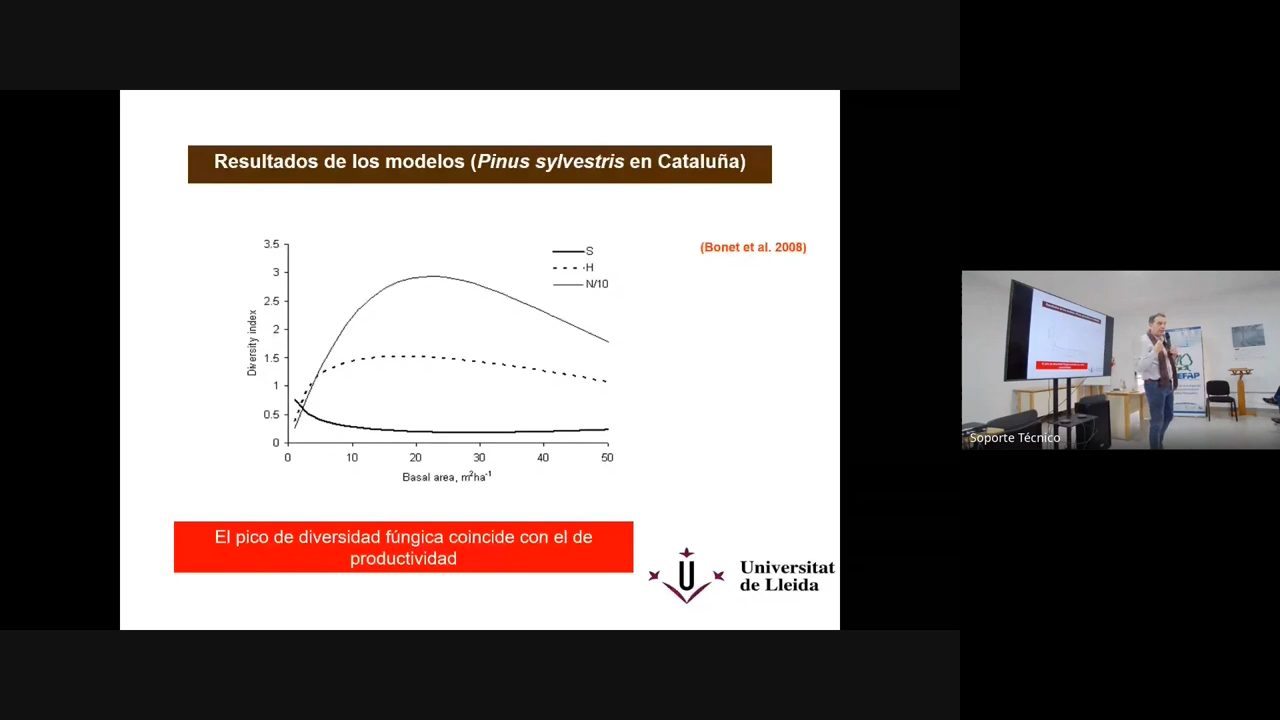 Resultados de los modelos (Pinus sylvestris en Cataluña)
(Bonet et al. 2008)
3.5
3
2.5
2
1.5
1
0.5
0
Diversity index
S
H
N/10
0 10 20 30 40 50
Basal area, m²ha⁻¹
El pico de diversidad fúngica coincide con el de
productividad
U
Universitat
de Lleida
EFAP
Soporte Técnico